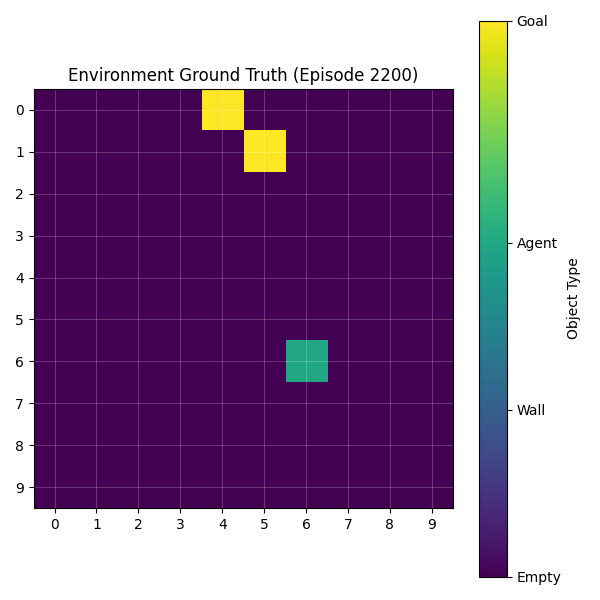 Environment Ground Truth (Episode 2200)
Goal
Agent
Wall
Empty
Object Type
0
1
2
3
4
5
6
7
8
9
0 1 2 3 4 5 6 7 8 9